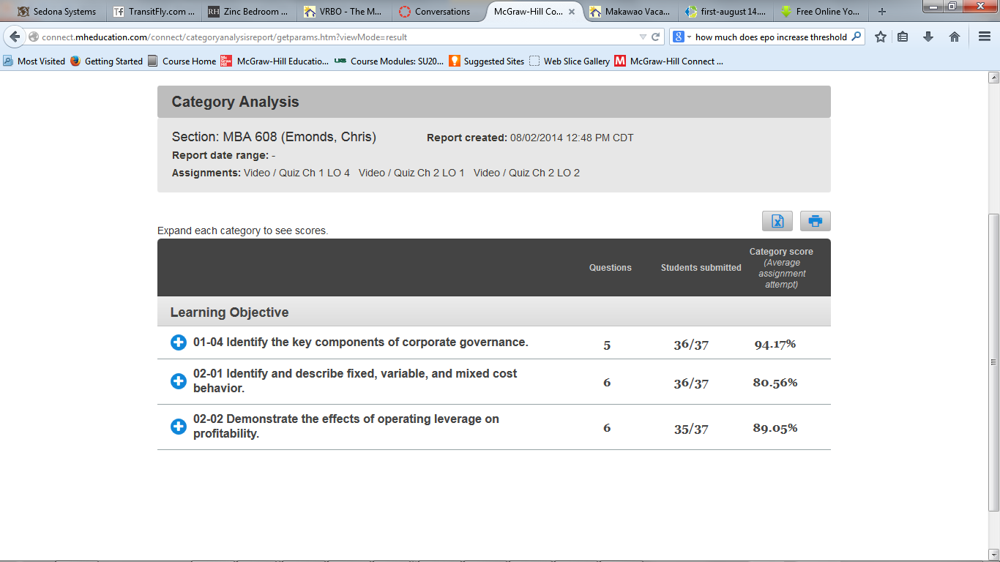 Sedona Systems
TransitFly.com ...
RH Zinc Bedroom ...
VRBO - The M...
Conversations
McGraw-Hill Co... ×
Makawao Vaca...
first-august 14....
Free Online Yo...
connect.mheducation.com/connect/categoryanalysisreport/getparams.htm?viewMode=result
how much does epo increase threshold
Most Visited
Getting Started
Course Home
McGraw-Hill Educatio...
Course Modules: SU20...
Suggested Sites
Web Slice Gallery
M McGraw-Hill Connect ...
Category Analysis
Section: MBA 608 (Emonds, Chris) Report created: 08/02/2014 12:48 PM CDT
Report date range: -
Assignments: Video / Quiz Ch 1 LO 4 Video / Quiz Ch 2 LO 1 Video / Quiz Ch 2 LO 2
Expand each category to see scores.
Questions
Students submitted
Category score
(Average
assignment
attempt)
Learning Objective
01-04 Identify the key components of corporate governance. 5 36/37 94.17%
02-01 Identify and describe fixed, variable, and mixed cost
behavior. 6 36/37 80.56%
02-02 Demonstrate the effects of operating leverage on
profitability. 6 35/37 89.05%